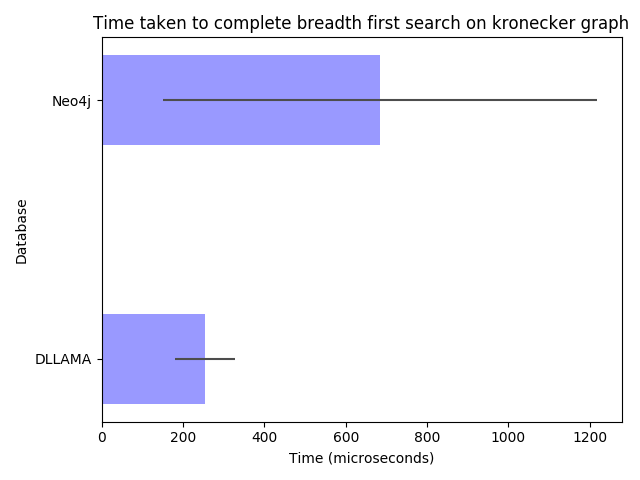 Time taken to complete breadth first search on kronecker graph
Neo4j
Database
DLLAMA
0 200 400 600 800 1000 1200
Time (microseconds)